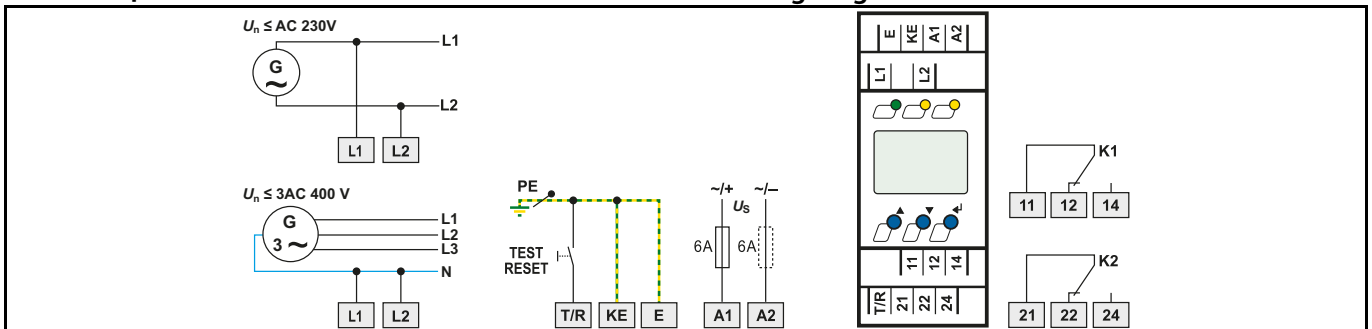 Un ≤ AC 230V
G
~
L1
L2
L1 L2
Un ≤ 3AC 400 V
G
3 ~
L1
L2
L3
N
L1 L2
PE
TEST
RESET
T/R KE E
~/+ ~/–
US
6A 6A
A1 A2
E KE A1 A2
L1 L2
11 12 14
T/R 21 22 24
K1
11 12 14
K2
21 22 24